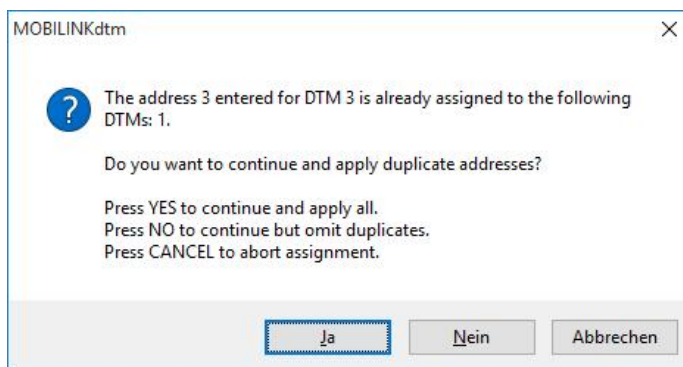 MOBILINKdtm
The address 3 entered for DTM 3 is already assigned to the following
DTMs: 1.
Do you want to continue and apply duplicate addresses?
Press YES to continue and apply all.
Press NO to continue but omit duplicates.
Press CANCEL to abort assignment.
Ja
Nein
Abbrechen